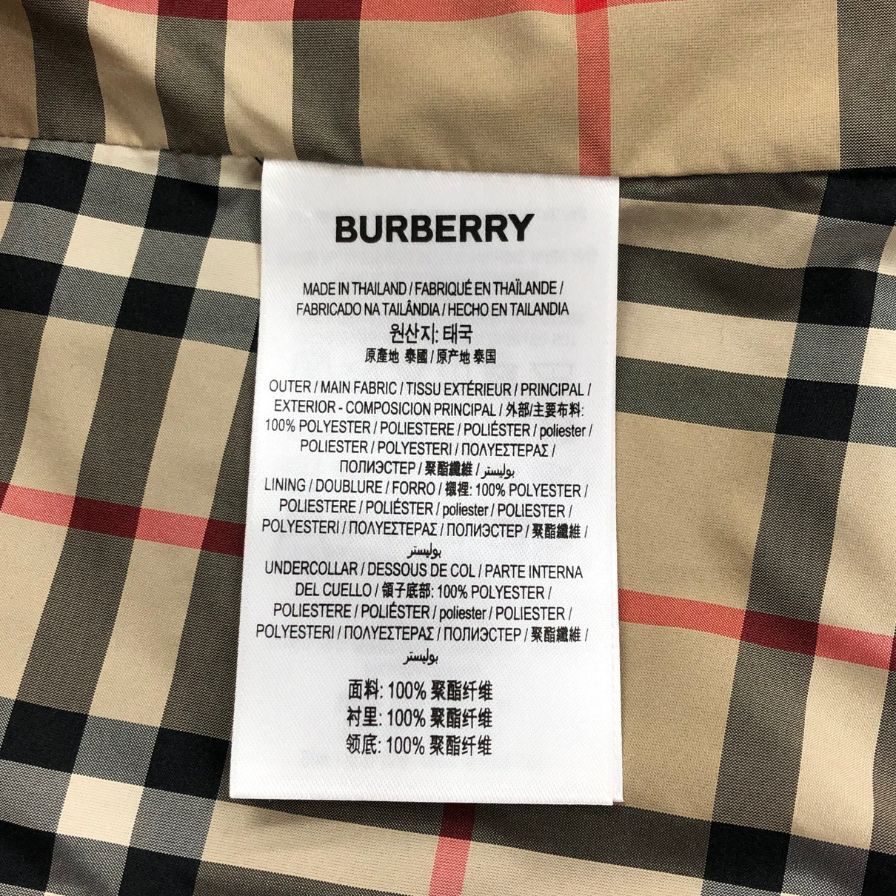 BURBERRY
MADE IN THAILAND / FABRIQUÉ EN THAÏLANDE /
FABRICADO NA TAILÂNDIA / HECHO EN TAILANDIA
원산지: 태국
原產地 泰國 / 原产地 泰国
OUTER / MAIN FABRIC / TISSU EXTÉRIEUR / PRINCIPAL /
EXTERIOR - COMPOSICION PRINCIPAL / 外部/主要布料:
100% POLYESTER / POLIESTERE / POLIÉSTER / poliester /
POLIESTER / POLYESTERI / ΠΟΛΥΕΣΤΕΡΑΣ /
ПОЛИЭСТЕР / 聚酯纖維 / بوليستر /
LINING / DOUBLURE / FORRO / 襯裡: 100% POLYESTER /
POLIESTERE / POLIÉSTER / poliester / POLIESTER /
POLYESTERI / ΠΟΛΥΕΣΤΕΡΑΣ / ПОЛИЭСТЕР / 聚酯纖維 /
بوليستر
UNDERCOLLAR / DESSOUS DE COL / PARTE INTERNA
DEL CUELLO / 領子底部: 100% POLYESTER /
POLIESTERE / POLIÉSTER / poliester / POLIESTER /
POLYESTERI / ΠΟΛΥΕΣΤΕΡΑΣ / ПОЛИЭСТЕР / 聚酯纖維 /
بوليستر
面料: 100% 聚酯纤维
衬里: 100% 聚酯纤维
领底: 100% 聚酯纤维